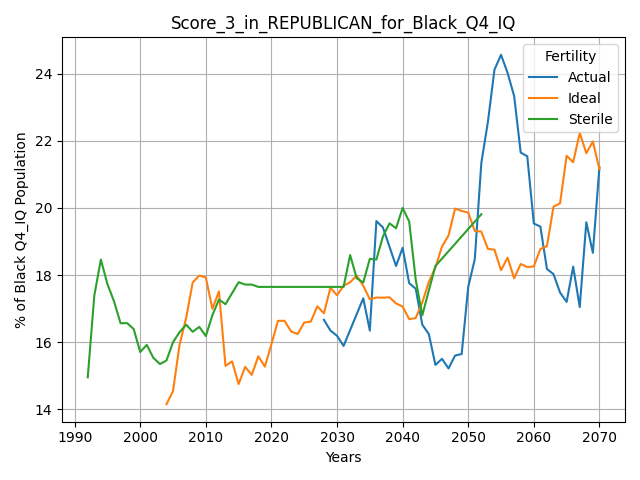 Score_3_in_REPUBLICAN_for_Black_Q4_IQ
Fertility
Actual
Ideal
Sterile
% of Black Q4_IQ Population
24
22
20
18
16
14
1990 2000 2010 2020 2030 2040 2050 2060 2070
Years